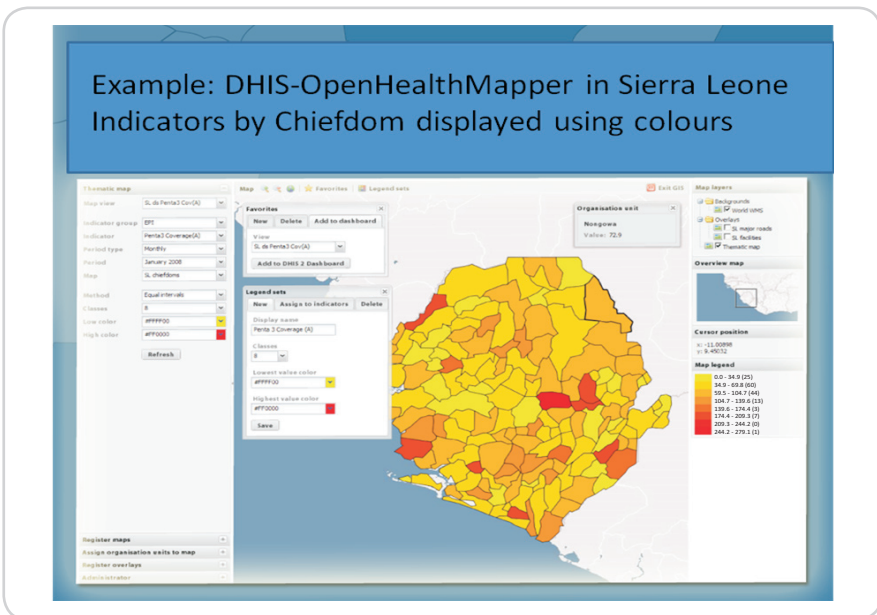 Example: DHIS-OpenHealthMapper in Sierra Leone
Indicators by Chiefdom displayed using colours
Thematic map
Map view SL ds Penta3 Cov(A)
Indicator group EPI
Indicator Penta3 Coverage(A)
Period type Monthly
Period January 2008
Map SL chiefdoms
Method Equal intervals
Classes 8
Low color #FFFF00
High color #FF0000
Refresh
Register maps
Assign organisation units to map
Register overlays
Administrator
Map Favorites Legend sets Exit GIS
Favorites
New Delete Add to dashboard
View
SL ds Penta3 Cov(A)
Add to DHIS 2 Dashboard
Legend sets
New Assign to indicators Delete
Display name
Penta 3 Coverage (A)
Classes
8
Lowest value color
#FFFF00
Highest value color
#FF0000
Save
Organisation unit
Nongowa
Value: 72.9
Map layers
Backgrounds
World WMS
Overlays
SL major roads
SL facilities
Thematic map
Overview map
Cursor position
x: -11.00898
y: 9.45052
Map legend
0.0 - 34.9 (25)
34.9 - 69.8 (60)
59.5 - 104.7 (44)
104.7 - 139.6 (13)
139.6 - 174.4 (3)
174.4 - 209.3 (7)
209.3 - 244.2 (0)
244.2 - 279.1 (1)